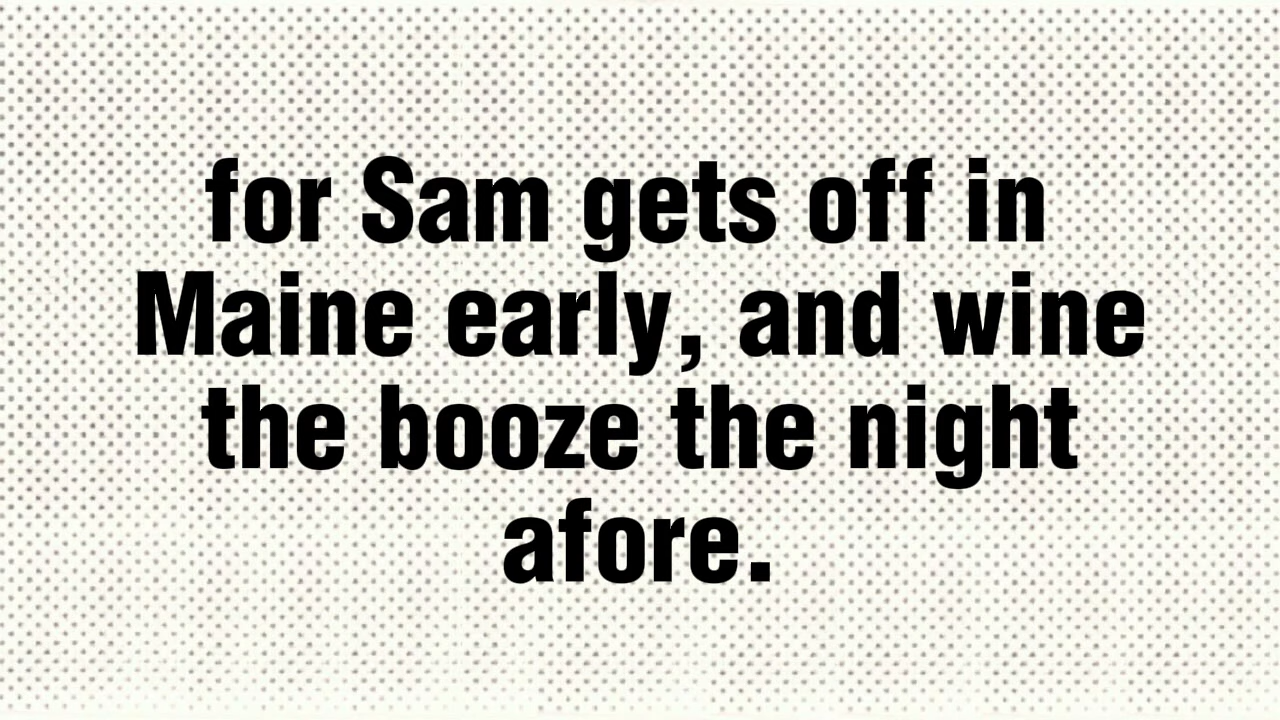 for Sam gets off in
Maine early, and wine
the booze the night
afore.